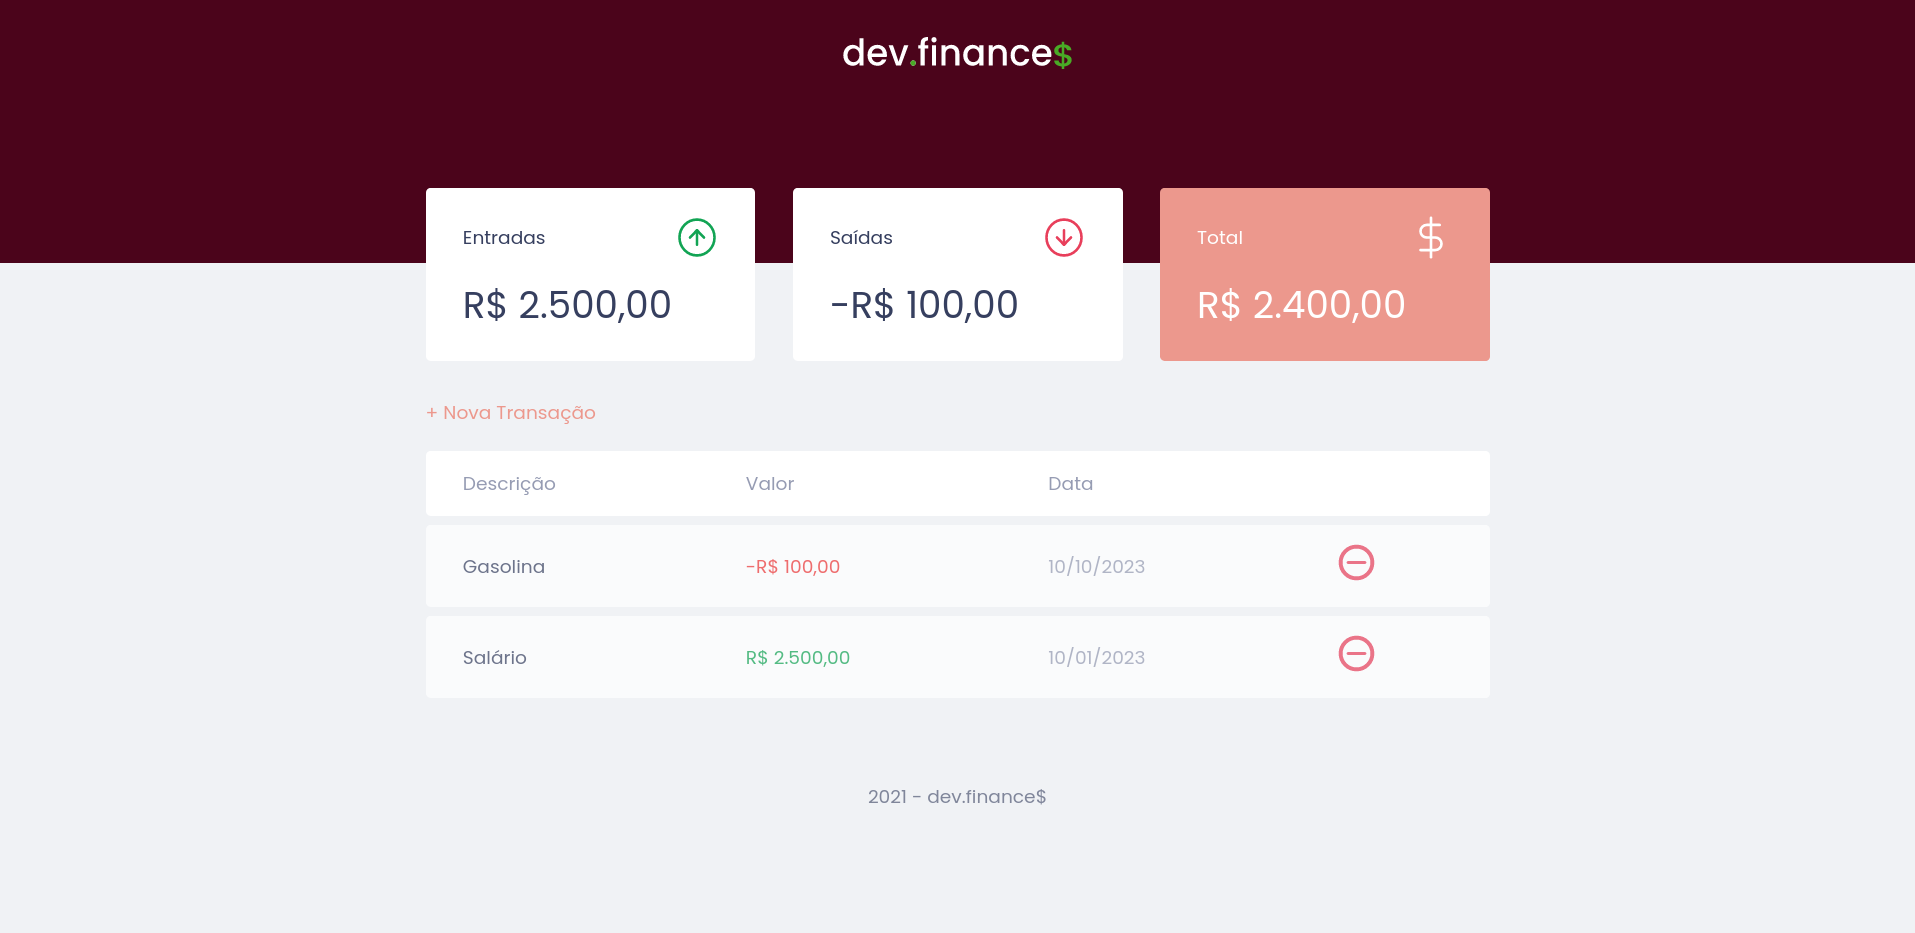 dev.finance$
Entradas
R$ 2.500,00
Saídas
-R$ 100,00
Total
R$ 2.400,00
+ Nova Transação
Descrição Valor Data
Gasolina -R$ 100,00 10/10/2023
Salário R$ 2.500,00 10/01/2023
2021 - dev.finance$